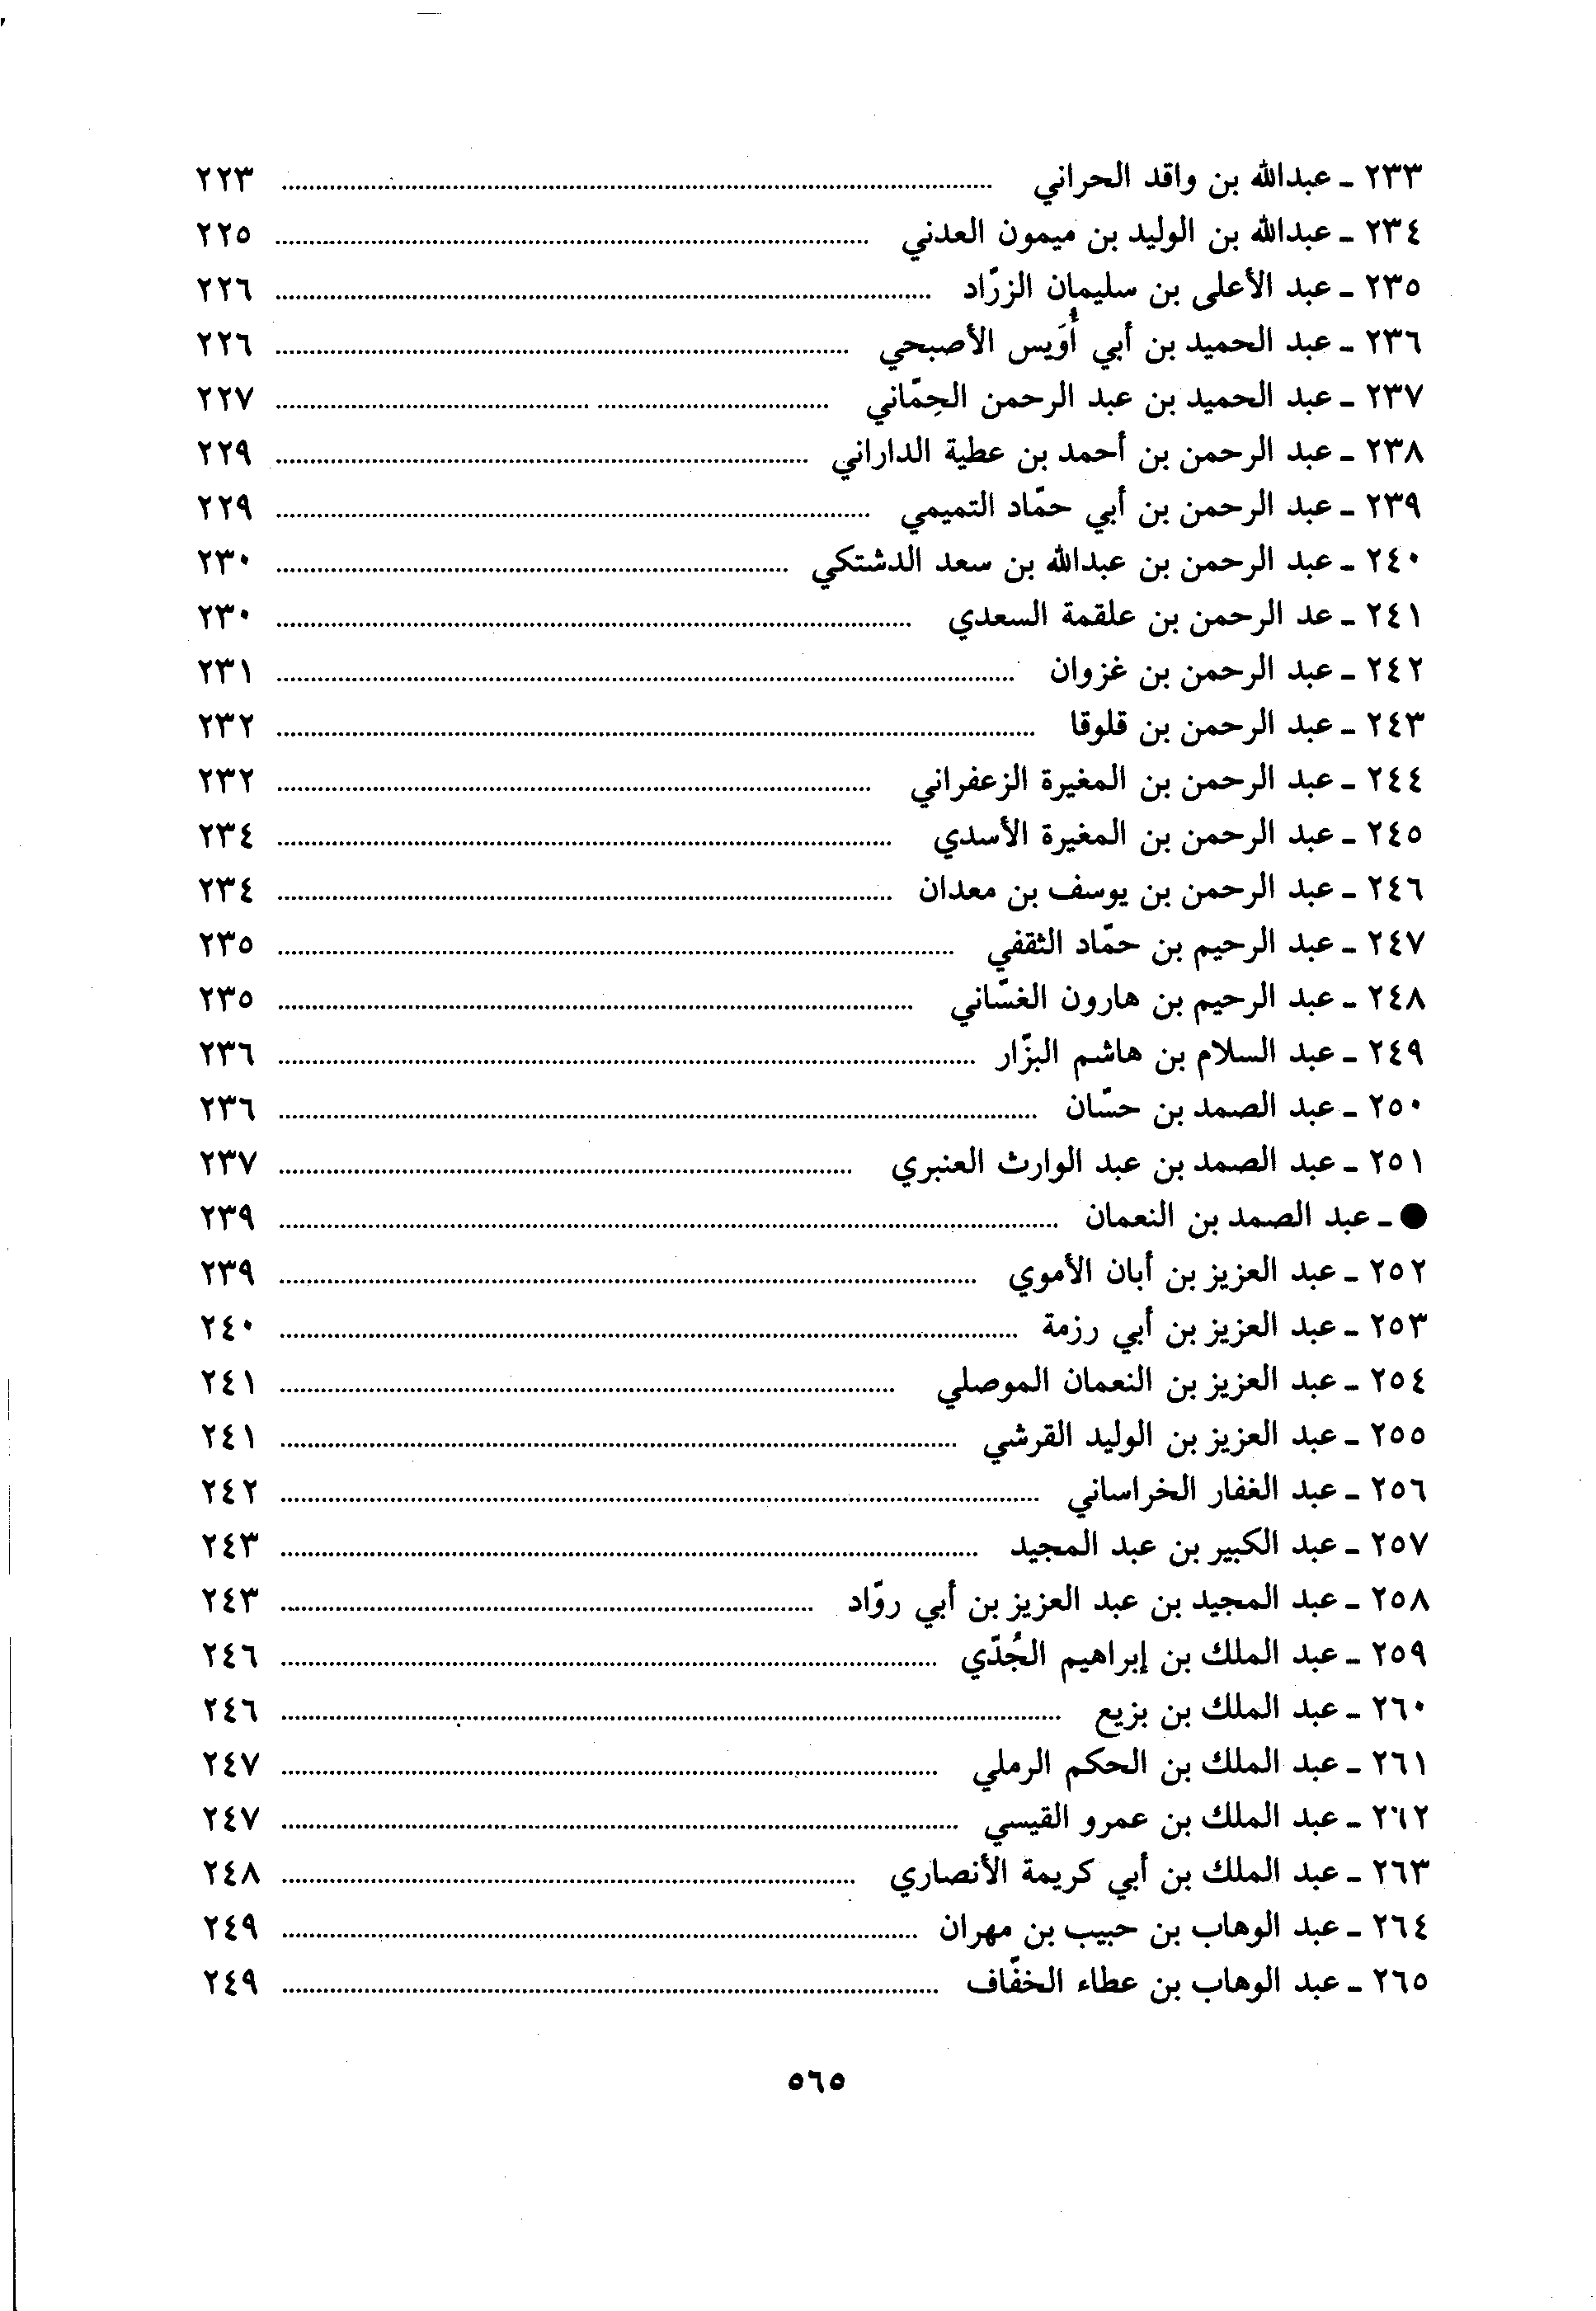 ٢٣٣ ـ عبدالله بن واقد الحراني ........ ٢٢٣
٢٣٤ ـ عبدالله بن الوليد بن ميمون العدني ........ ٢٢٥
٢٣٥ ـ عبد الأعلى بن سليمان الزرّاد ........ ٢٢٦
٢٣٦ ـ عبد الحميد بن أبي أُوَيس الأصبحي ........ ٢٢٦
٢٣٧ ـ عبد الحميد بن عبد الرحمن الحِمّاني ........ ٢٢٧
٢٣٨ ـ عبد الرحمن بن أحمد بن عطية الداراني ........ ٢٢٩
٢٣٩ ـ عبد الرحمن بن أبي حمّاد التميمي ........ ٢٢٩
٢٤٠ ـ عبد الرحمن بن عبدالله بن سعد الدشتكي ........ ٢٣٠
٢٤١ ـ عد الرحمن بن علقمة السعدي ........ ٢٣٠
٢٤٢ ـ عبد الرحمن بن غزوان ........ ٢٣١
٢٤٣ ـ عبد الرحمن بن قلوقا ........ ٢٣٢
٢٤٤ ـ عبد الرحمن بن المغيرة الزعفراني ........ ٢٣٢
٢٤٥ ـ عبد الرحمن بن المغيرة الأسدي ........ ٢٣٤
٢٤٦ ـ عبد الرحمن بن يوسف بن معدان ........ ٢٣٤
٢٤٧ ـ عبد الرحيم بن حمّاد الثقفي ........ ٢٣٥
٢٤٨ ـ عبد الرحيم بن هارون الغسّاني ........ ٢٣٥
٢٤٩ ـ عبد السلام بن هاشم البزّار ........ ٢٣٦
٢٥٠ ـ عبد الصمد بن حسّان ........ ٢٣٦
٢٥١ ـ عبد الصمد بن عبد الوارث العنبري ........ ٢٣٧
● ـ عبد الصمد بن النعمان ........ ٢٣٩
٢٥٢ ـ عبد العزيز بن أبان الأموي ........ ٢٣٩
٢٥٣ ـ عبد العزيز بن أبي رزمة ........ ٢٤٠
٢٥٤ ـ عبد العزيز بن النعمان الموصلي ........ ٢٤١
٢٥٥ ـ عبد العزيز بن الوليد القرشي ........ ٢٤١
٢٥٦ ـ عبد الغفار الخراساني ........ ٢٤٢
٢٥٧ ـ عبد الكبير بن عبد المجيد ........ ٢٤٣
٢٥٨ ـ عبد المجيد بن عبد العزيز بن أبي روّاد ........ ٢٤٣
٢٥٩ ـ عبد الملك بن إبراهيم الجُدّي ........ ٢٤٦
٢٦٠ ـ عبد الملك بن بزيع ........ ٢٤٦
٢٦١ ـ عبد الملك بن الحكم الرملي ........ ٢٤٧
٢٦٢ ـ عبد الملك بن عمرو القيسي ........ ٢٤٧
٢٦٣ ـ عبد الملك بن أبي كريمة الأنصاري ........ ٢٤٨
٢٦٤ ـ عبد الوهاب بن حبيب بن مهران ........ ٢٤٩
٢٦٥ ـ عبد الوهاب بن عطاء الخفّاف ........ ٢٤٩
٥٦٥